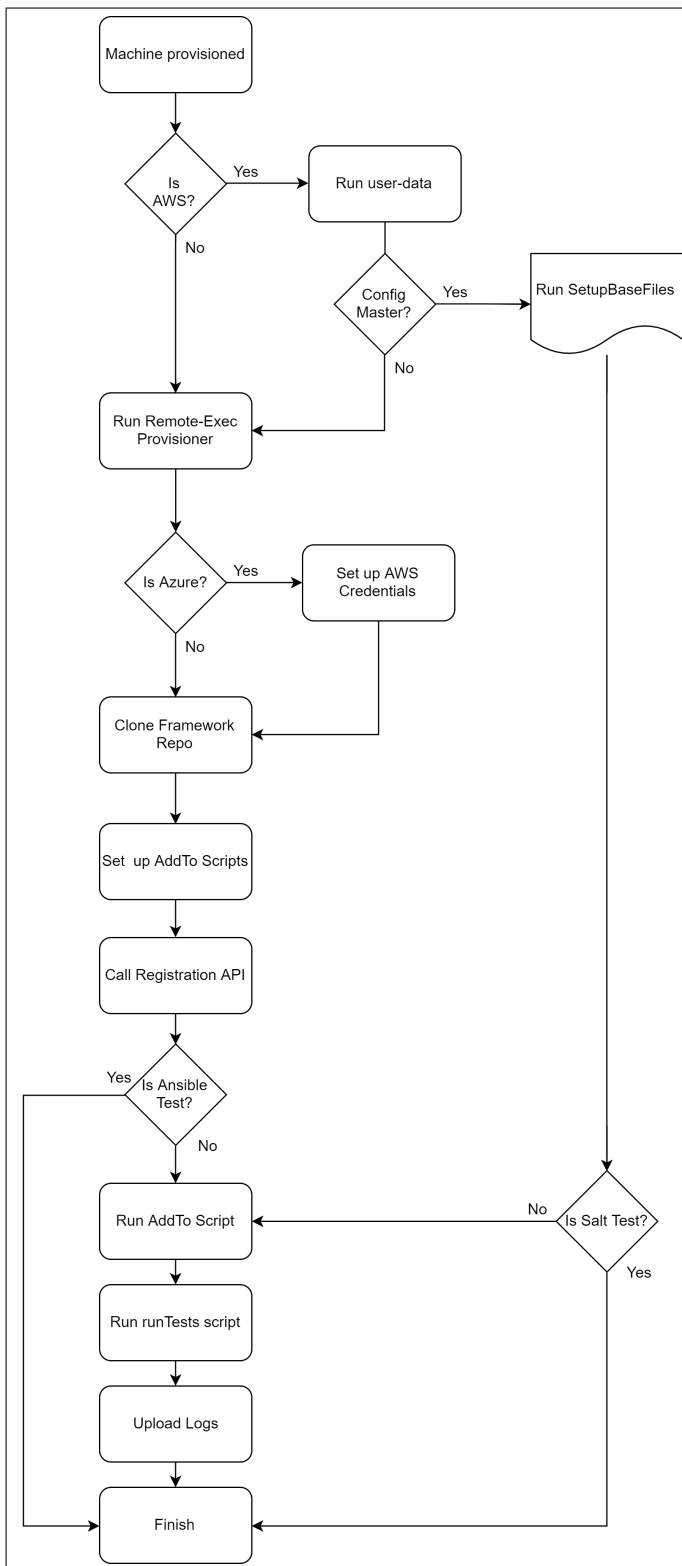 Machine provisioned
Is
AWS?
Yes
Run user-data
No
Config
Master?
Yes
Run SetupBaseFiles
No
Run Remote-Exec
Provisioner
Is Azure?
Yes
Set up AWS
Credentials
No
Clone Framework
Repo
Set  up AddTo Scripts
Call Registration API
Yes
Is Ansible
Test?
No
Run AddTo Script
No
Is Salt Test?
Yes
Run runTests script
Upload Logs
Finish